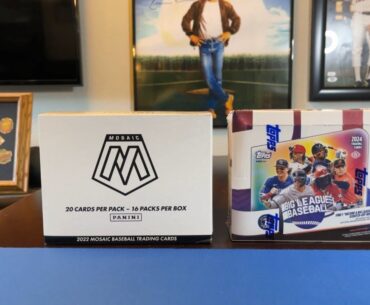 MOSAIC
M
20 CARDS PER PACK – 16 PACKS PER BOX
PANINI
2022 MOSAIC BASEBALL TRADING CARDS
topps
topps
2024
BIG LEAGUE
BASEBALL
topps